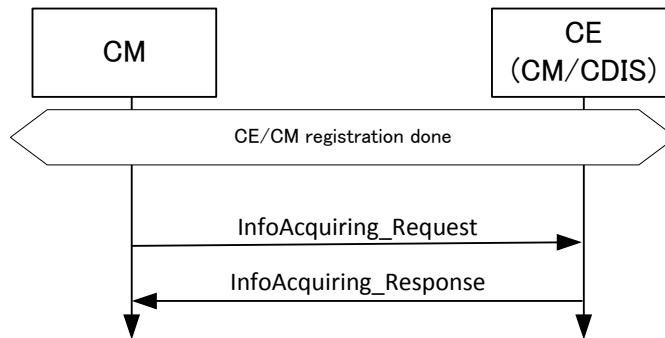 CM
CE
(CM/CDIS)
CE/CM registration done
InfoAcquiring_Request
InfoAcquiring_Response